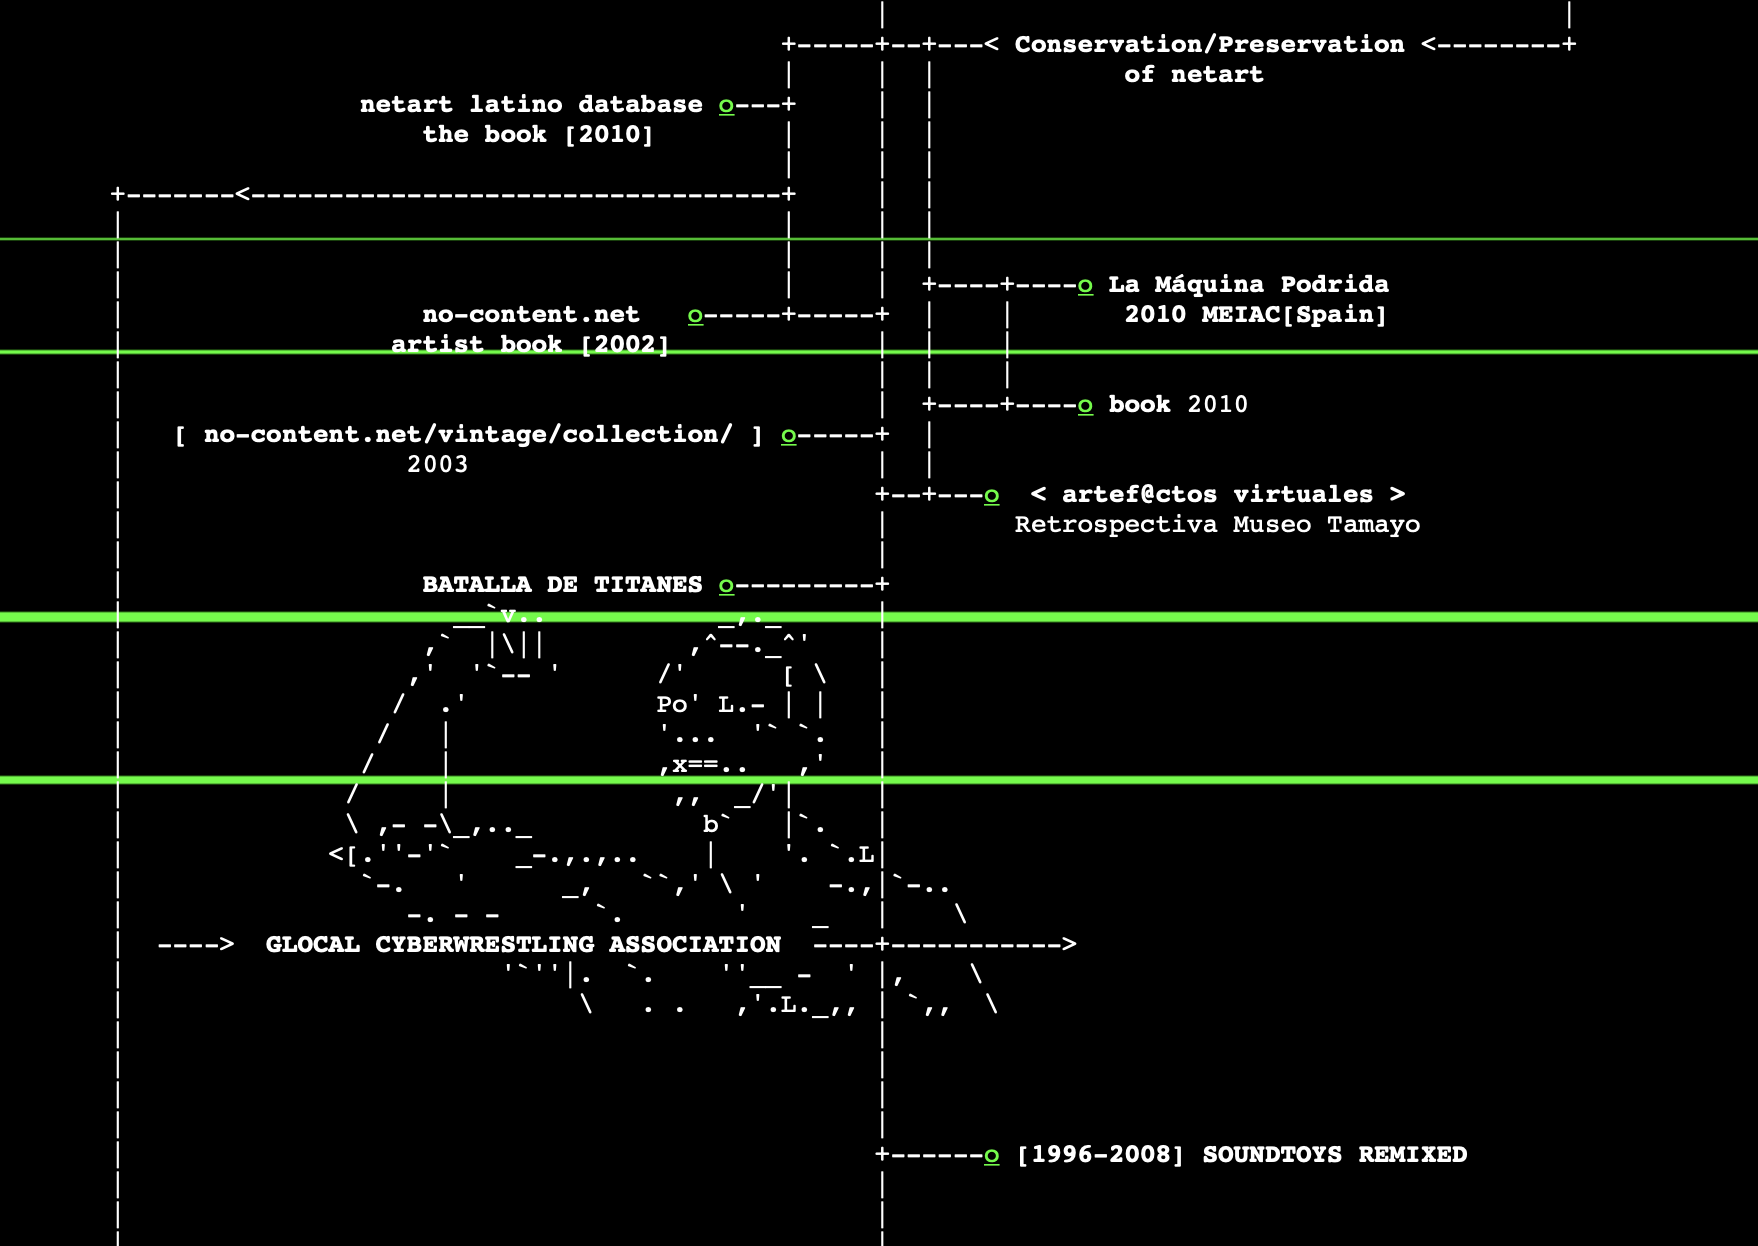 Conservation/Preservation
of netart
netart latino database
the book [2010]
La Máquina Podrida
2010 MEIAC[Spain]
no-content.net
artist book [2002]
book 2010
[ no-content.net/vintage/collection/ ]
2003
< artef@ctos virtuales >
Retrospectiva Museo Tamayo
BATALLA DE TITANES
GLOCAL CYBERWRESTLING ASSOCIATION
[1996-2008] SOUNDTOYS REMIXED